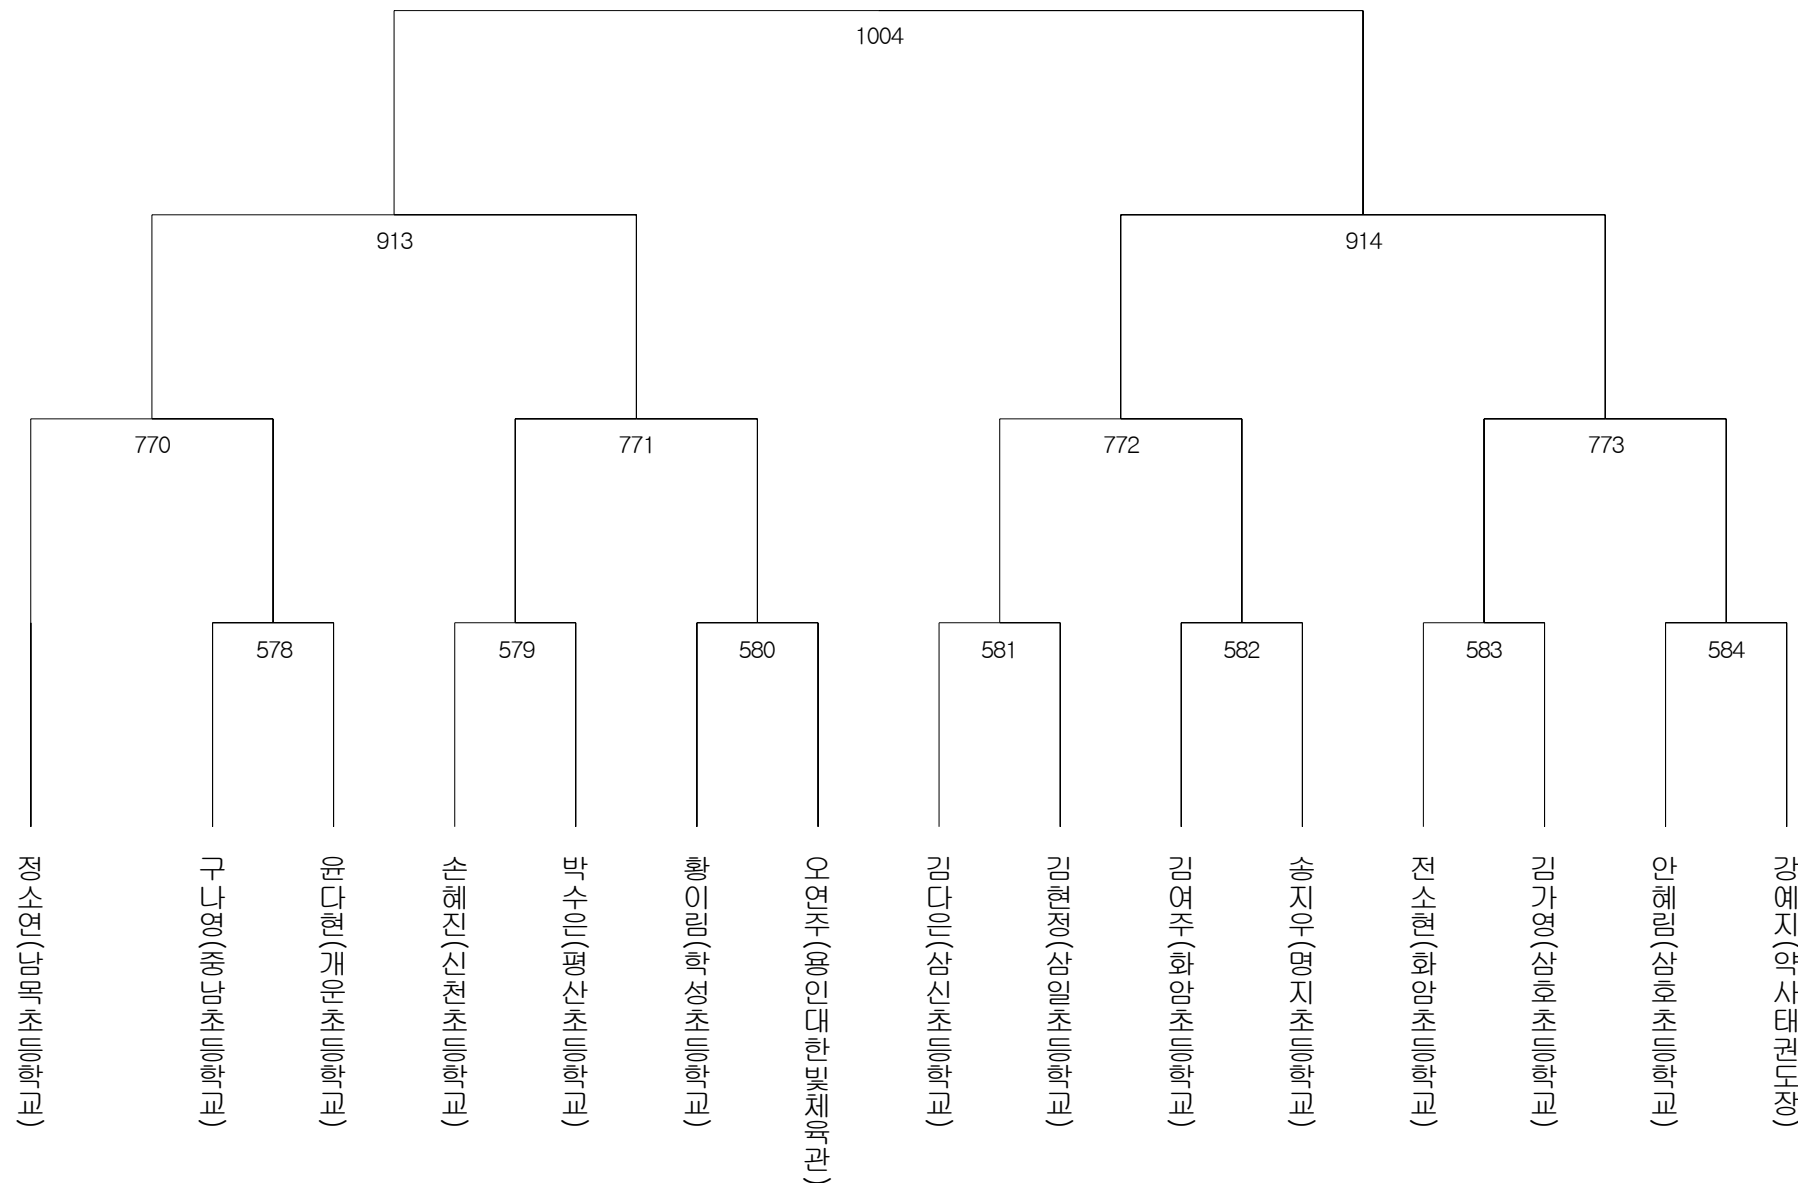 1004
913
914
770
771
772
773
578
579
580
581
582
583
584
정소연(남목초등학교)
구나영(중남초등학교)
윤다현(개운초등학교)
손혜진(신천초등학교)
박수은(평산초등학교)
황이림(학성초등학교)
오연주(용인대한빛체육관)
김다은(삼신초등학교)
김현정(삼일초등학교)
김여주(화암초등학교)
송지우(명지초등학교)
전소현(화암초등학교)
김가영(삼호초등학교)
안혜림(삼호초등학교)
강예지(약사태권도장)